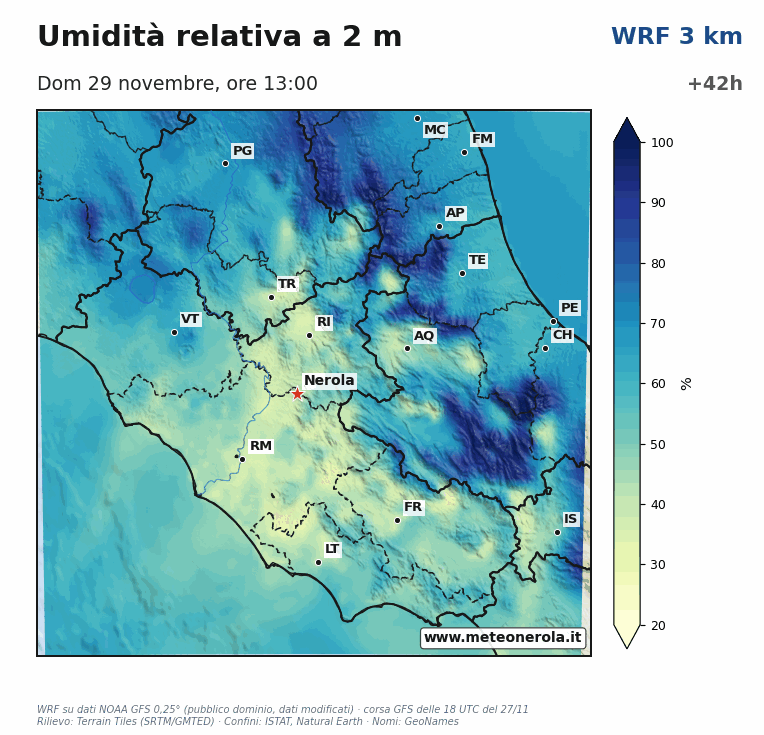 Umidità relativa a 2 m
WRF 3 km
Dom 29 novembre, ore 13:00
+42h
MC
FM
PG
AP
TE
TR
PE
VT
RI
AQ
CH
Nerola
RM
FR
IS
LT
www.meteonerola.it
100
90
80
70
60
50
40
30
20
%
WRF su dati NOAA GFS 0,25° (pubblico dominio, dati modificati) · corsa GFS delle 18 UTC del 27/11
Rilievo: Terrain Tiles (SRTM/GMTED) · Confini: ISTAT, Natural Earth · Nomi: GeoNames